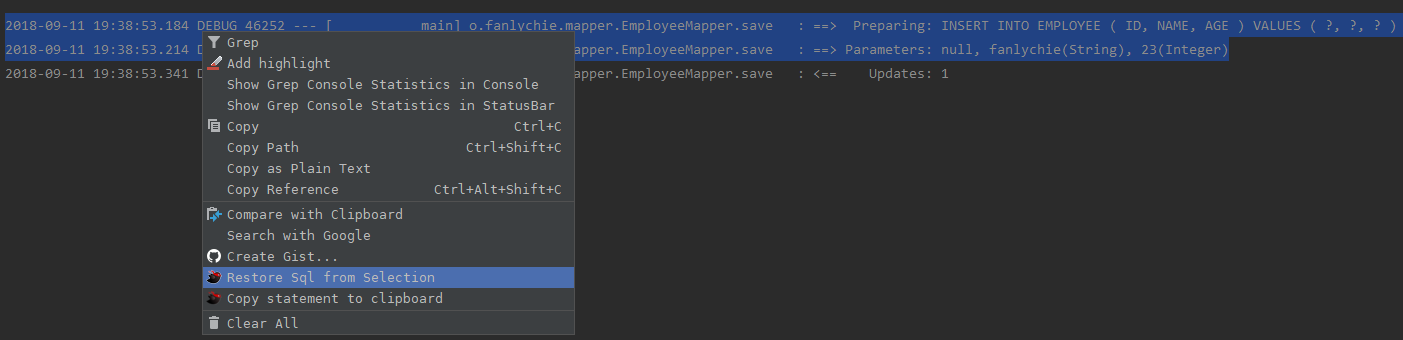 2018-09-11 19:38:53.184 DEBUG 46252 --- [           main] o.fanlychie.mapper.EmployeeMapper.save   : ==>  Preparing: INSERT INTO EMPLOYEE ( ID, NAME, AGE ) VALUES ( ?, ?, ? )
2018-09-11 19:38:53.214 D apper.EmployeeMapper.save   : ==> Parameters: null, fanlychie(String), 23(Integer)
2018-09-11 19:38:53.341 D apper.EmployeeMapper.save   : <==    Updates: 1
Grep
Add highlight
Show Grep Console Statistics in Console
Show Grep Console Statistics in StatusBar
Copy Ctrl+C
Copy Path Ctrl+Shift+C
Copy as Plain Text
Copy Reference Ctrl+Alt+Shift+C
Compare with Clipboard
Search with Google
Create Gist...
Restore Sql from Selection
Copy statement to clipboard
Clear All